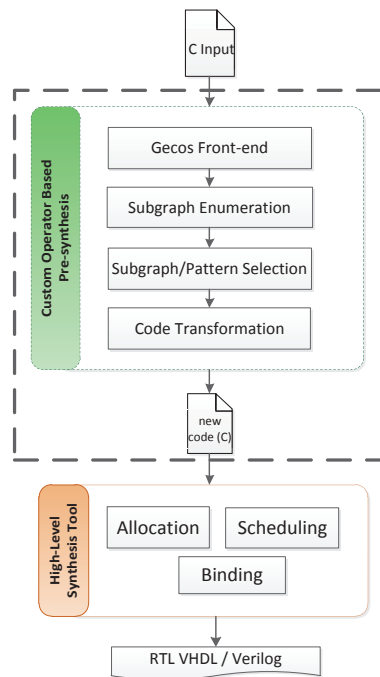 C Input
Custom Operator Based
Pre-synthesis
Gecos Front-end
Subgraph Enumeration
Subgraph/Pattern Selection
Code Transformation
new
code (C)
High-Level
Synthesis Tool
Allocation
Scheduling
Binding
RTL VHDL / Verilog